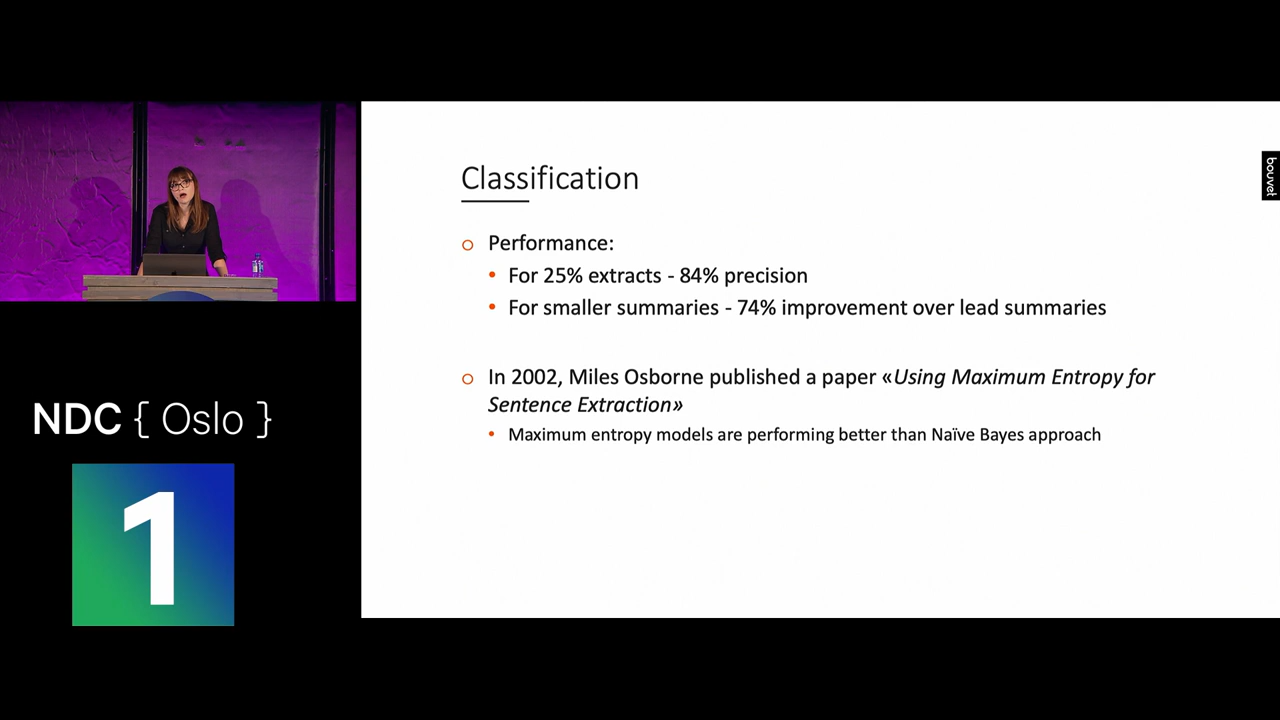 Classification
bouvet
Performance:
For 25% extracts - 84% precision
For smaller summaries - 74% improvement over lead summaries
In 2002, Miles Osborne published a paper «Using Maximum Entropy for
Sentence Extraction»
Maximum entropy models are performing better than Naïve Bayes approach
NDC { Oslo }
1